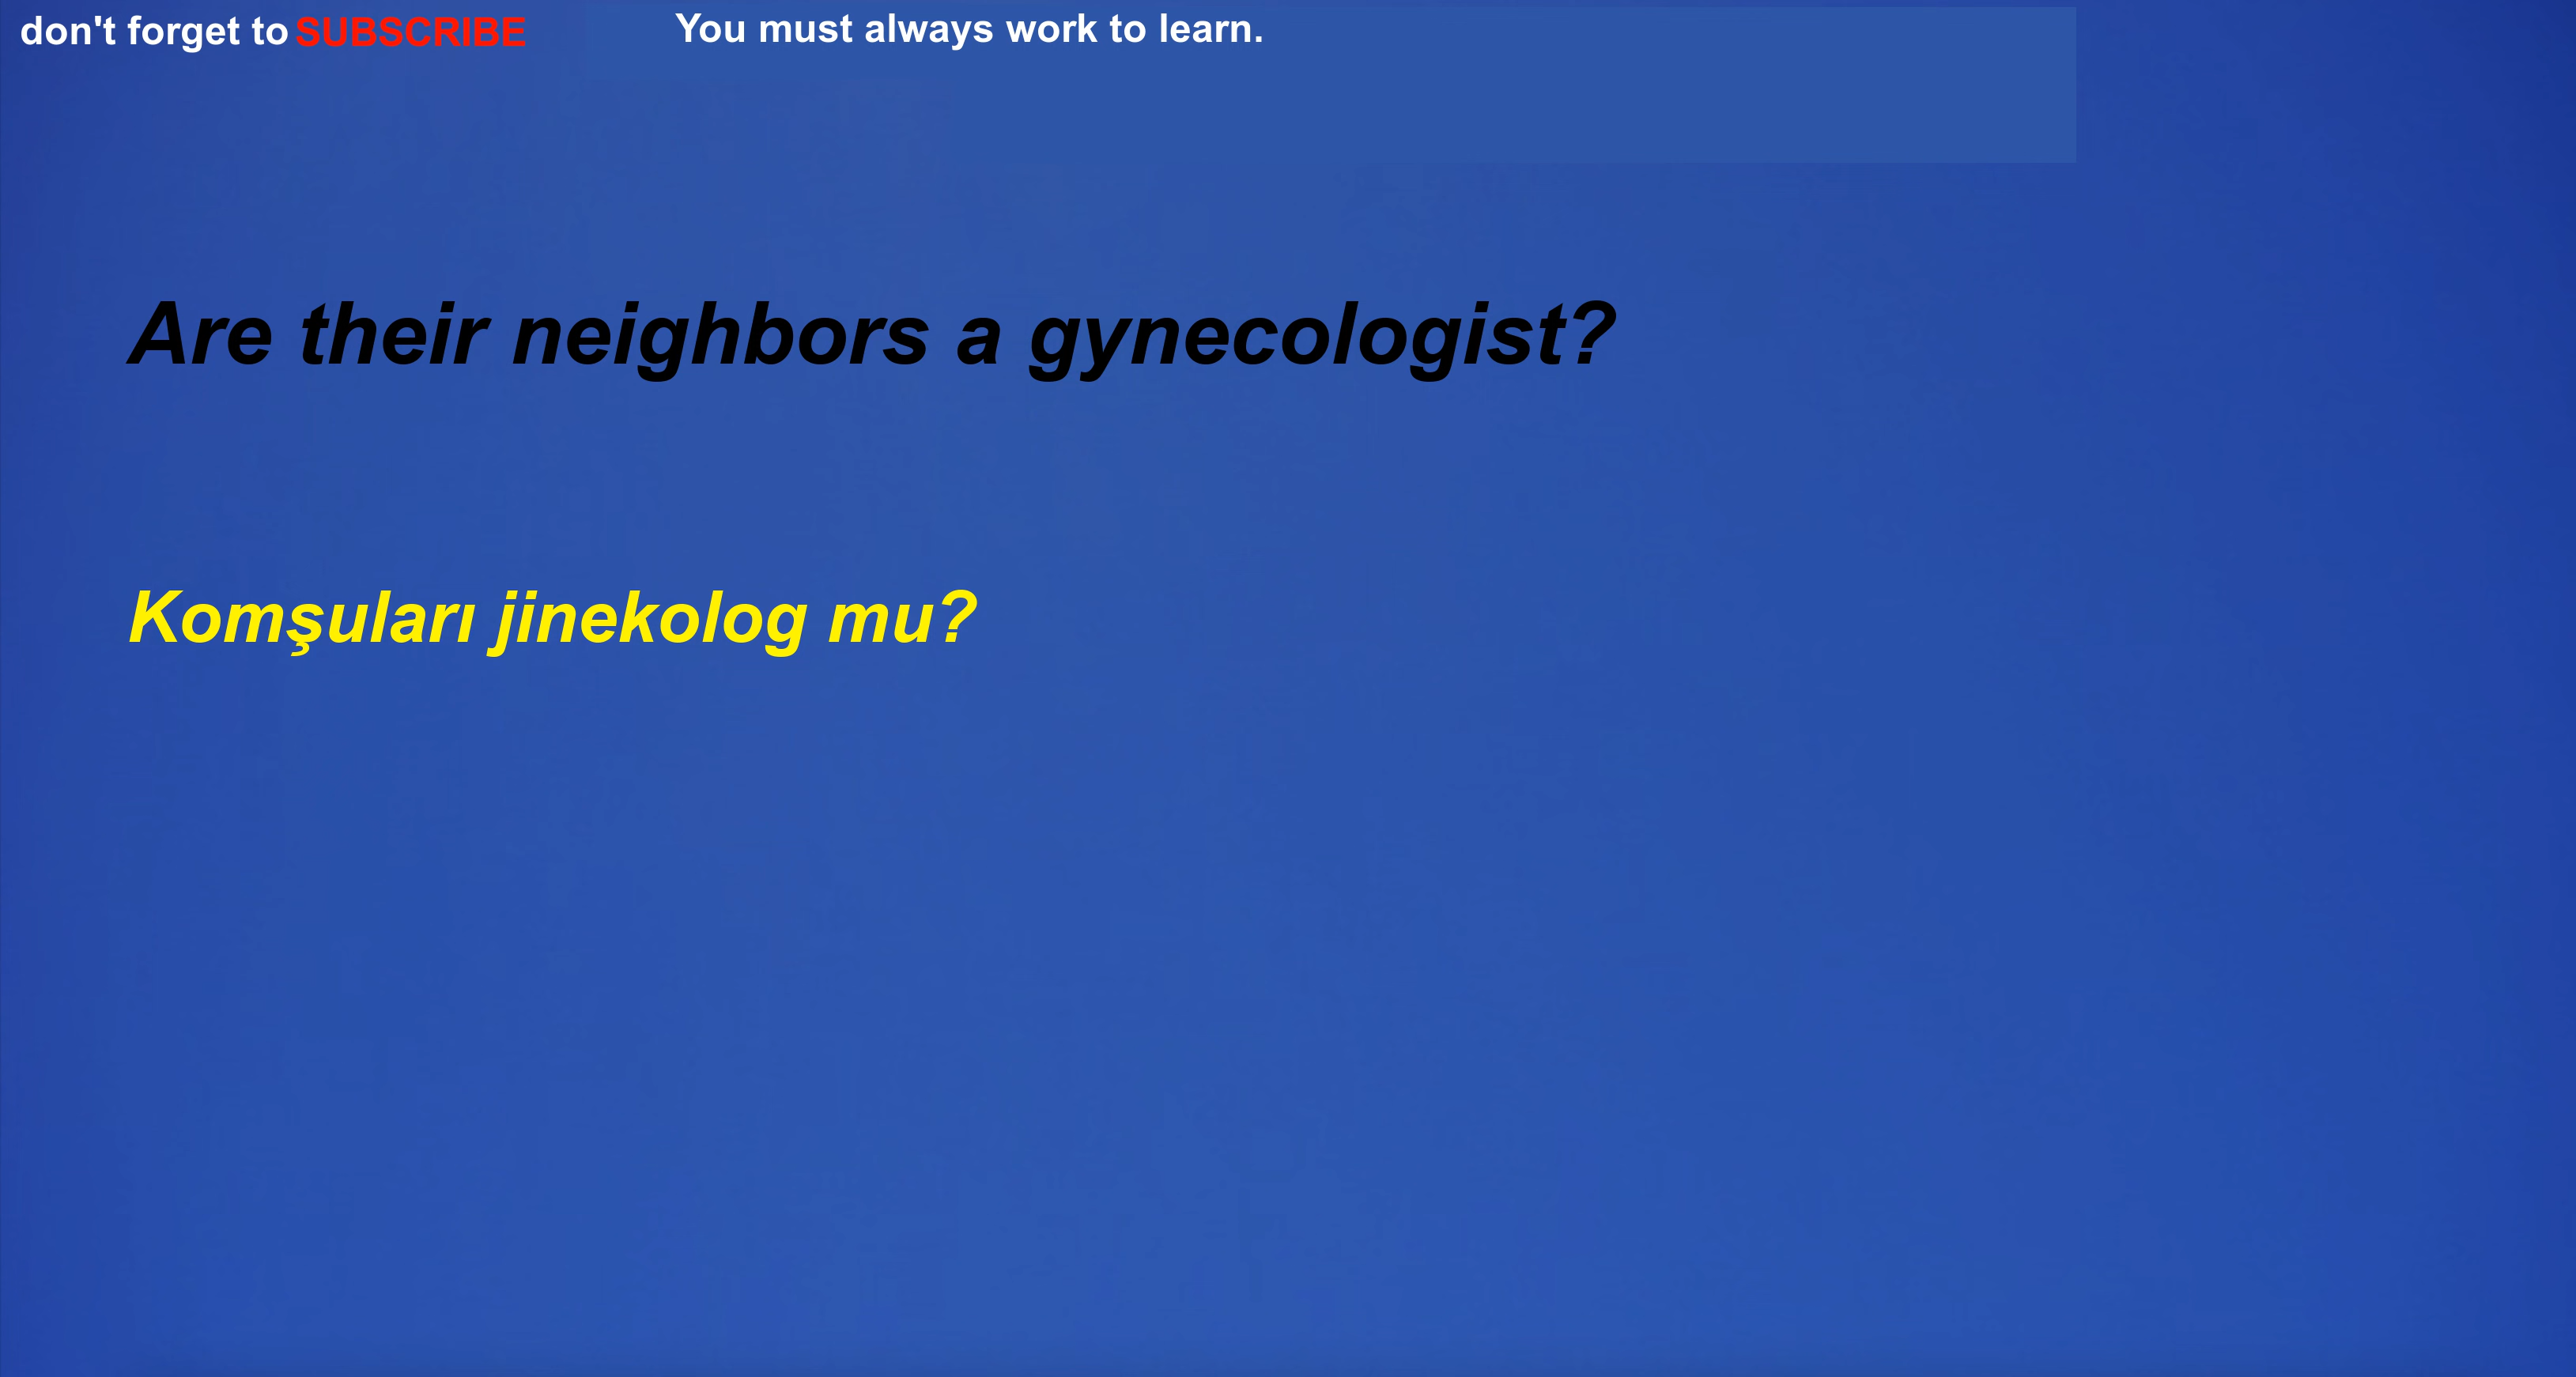 don't forget to SUBSCRIBE You must always work to learn.
Are their neighbors a gynecologist?
Komşuları jinekolog mu?